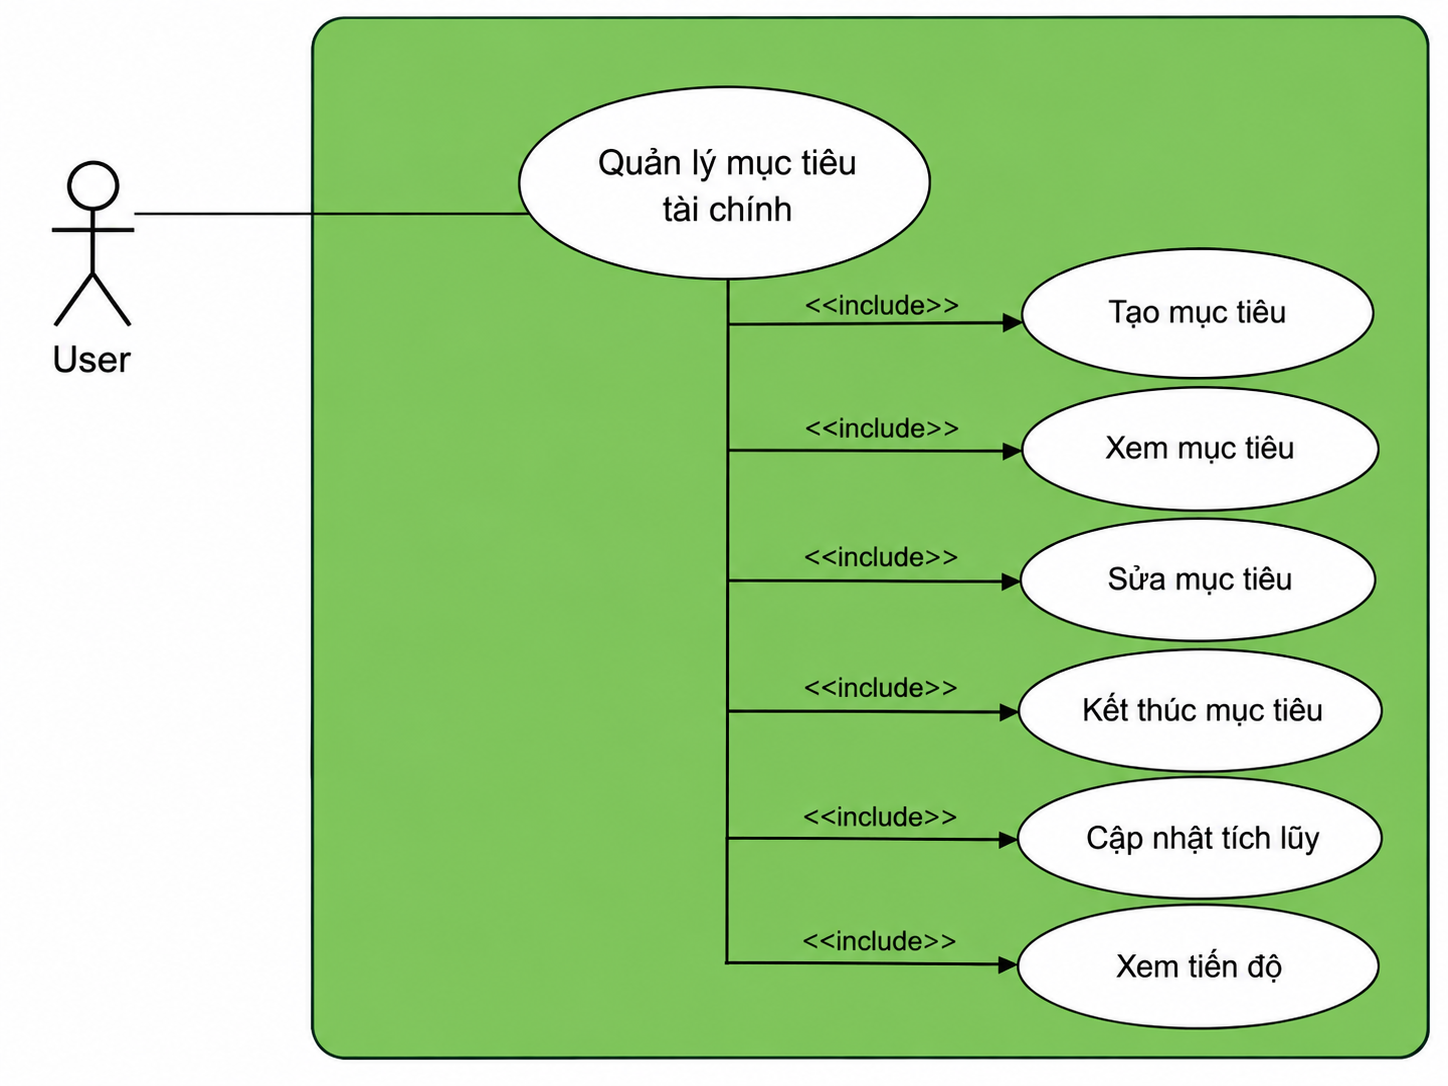 Quản lý mục tiêu
tài chính
User
<<include>>
Tạo mục tiêu
<<include>>
Xem mục tiêu
<<include>>
Sửa mục tiêu
<<include>>
Kết thúc mục tiêu
<<include>>
Cập nhật tích lũy
<<include>>
Xem tiến độ